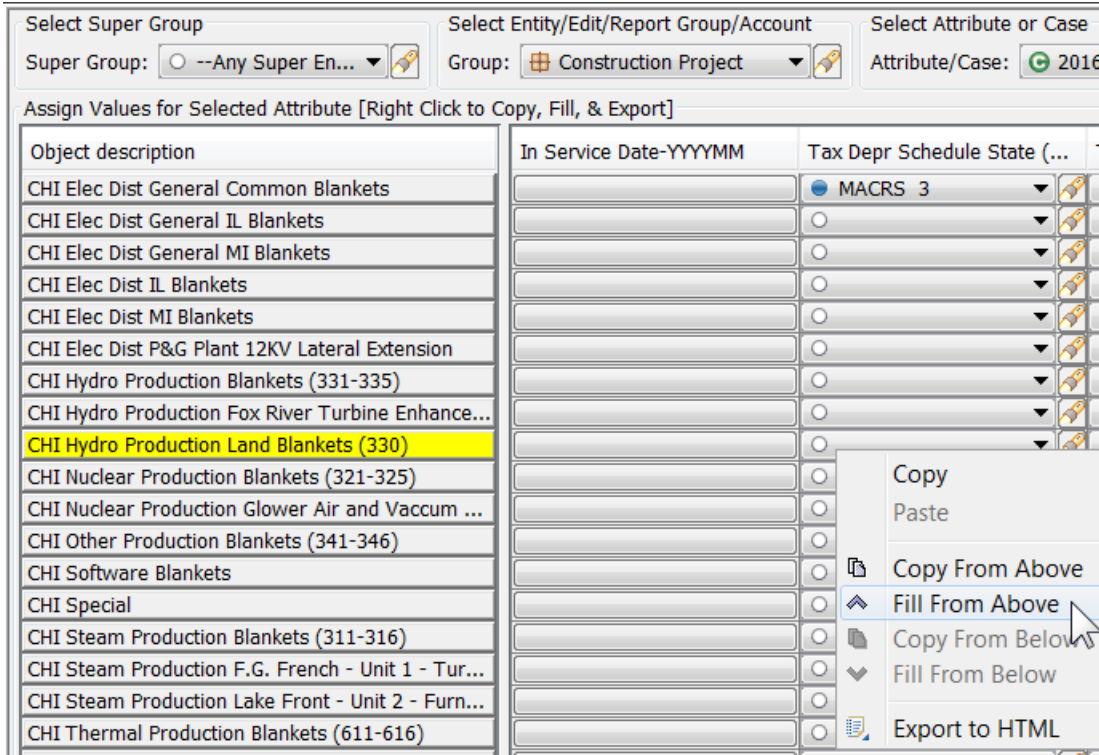 Select Super Group Select Entity/Edit/Report Group/Account Select Attribute or Case
Super Group: --Any Super En... Group: Construction Project Attribute/Case: 2016
Assign Values for Selected Attribute [Right Click to Copy, Fill, & Export]
Object description In Service Date-YYYYMM Tax Depr Schedule State (...
CHI Elec Dist General Common Blankets MACRS 3
CHI Elec Dist General IL Blankets
CHI Elec Dist General MI Blankets
CHI Elec Dist IL Blankets
CHI Elec Dist MI Blankets
CHI Elec Dist P&G Plant 12KV Lateral Extension
CHI Hydro Production Blankets (331-335)
CHI Hydro Production Fox River Turbine Enhance...
CHI Hydro Production Land Blankets (330)
CHI Nuclear Production Blankets (321-325) Copy
CHI Nuclear Production Glower Air and Vaccum ... Paste
CHI Other Production Blankets (341-346)
CHI Software Blankets Copy From Above
CHI Special Fill From Above
CHI Steam Production Blankets (311-316) Copy From Below
CHI Steam Production F.G. French - Unit 1 - Tur... Fill From Below
CHI Steam Production Lake Front - Unit 2 - Furn...
CHI Thermal Production Blankets (611-616) Export to HTML